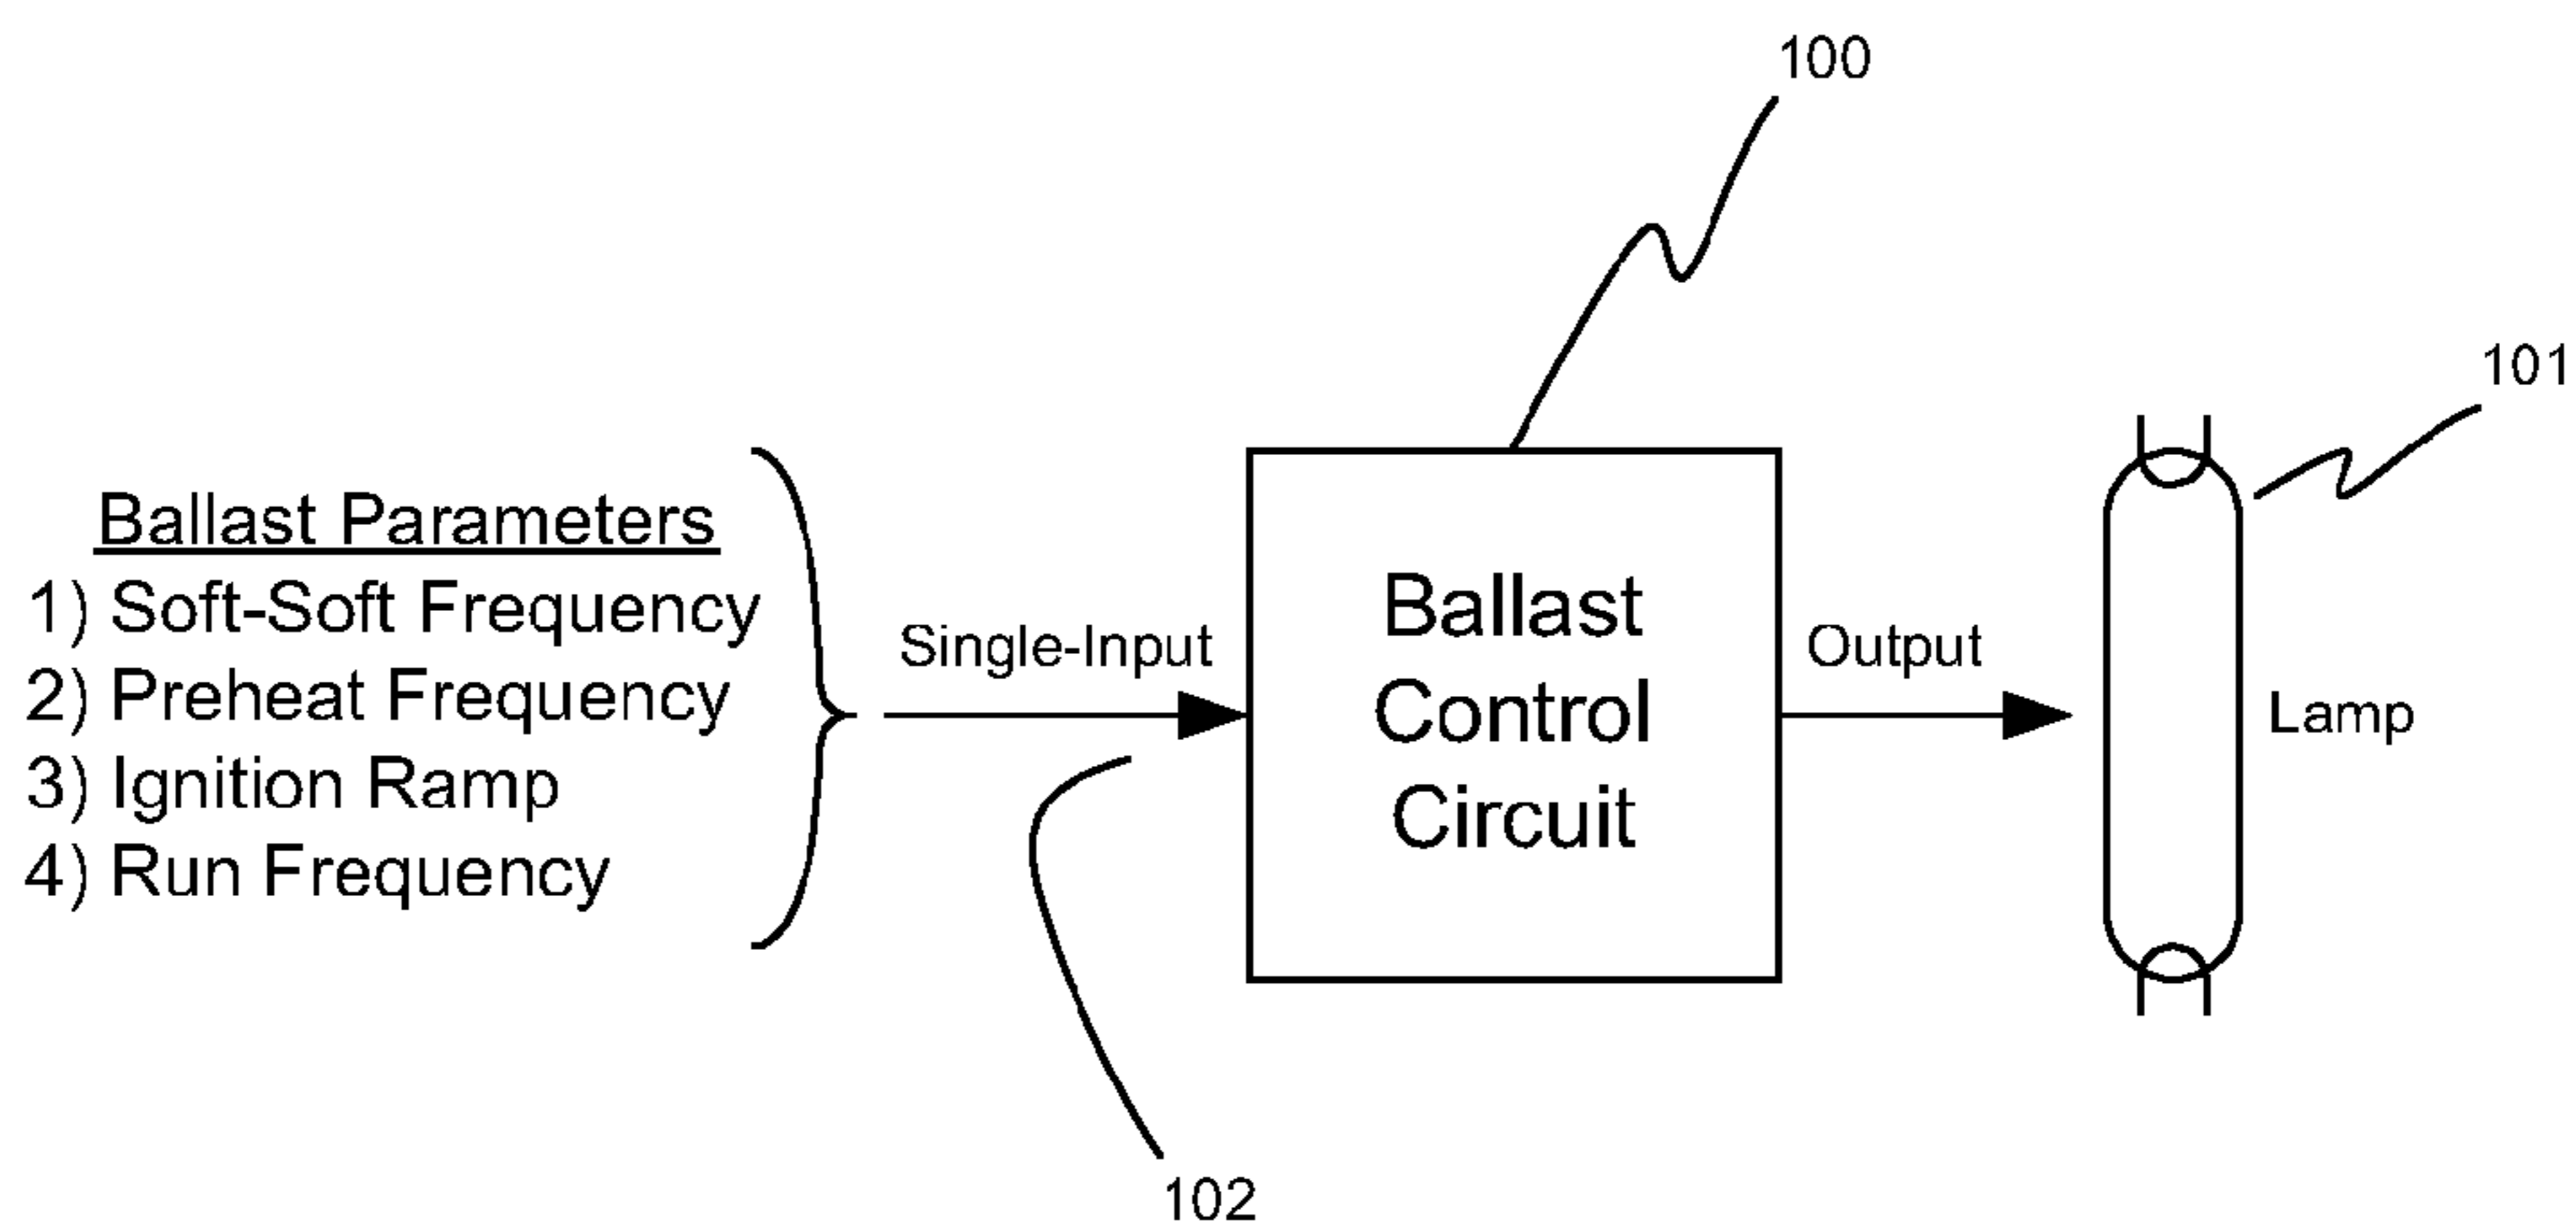 100
101
Ballast Parameters
1) Soft-Soft Frequency
2) Preheat Frequency
3) Ignition Ramp
4) Run Frequency
Single-Input
Ballast
Control
Circuit
Output
Lamp
102